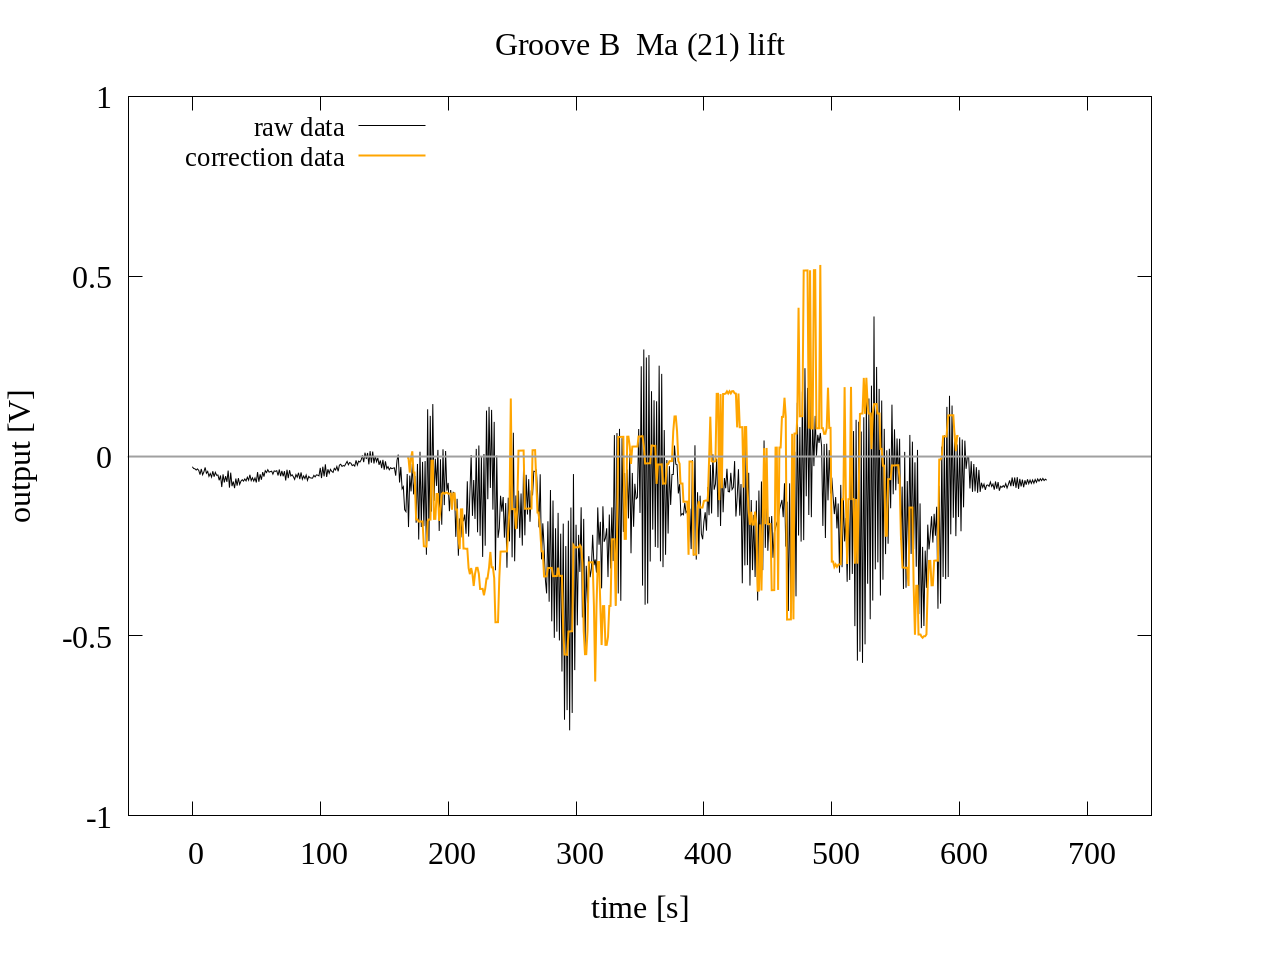 Groove B  Ma (21) lift
raw data
correction data
1
0.5
0
-0.5
-1
output [V]
0 100 200 300 400 500 600 700
time [s]